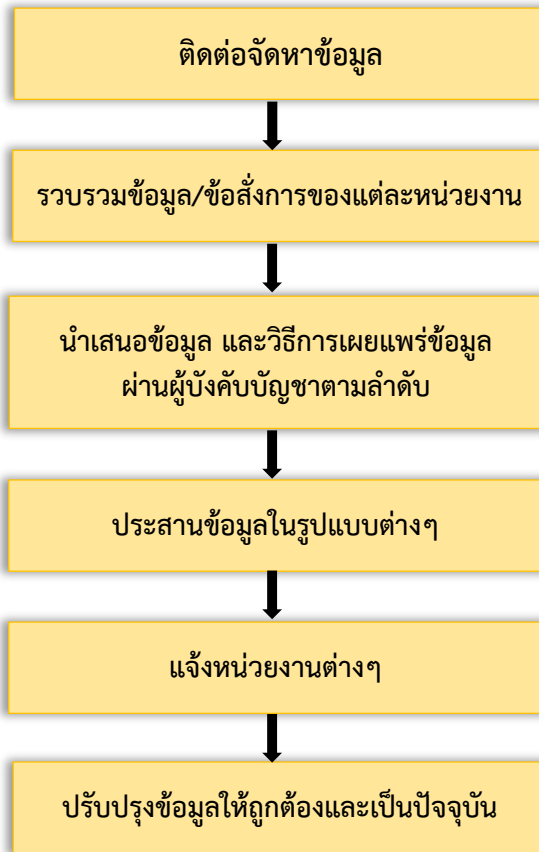 ติดต่อจัดหาข้อมูล
รวบรวมข้อมูล/ข้อสั่งการของแต่ละหน่วยงาน
นำเสนอข้อมูล และวิธีการเผยแพร่ข้อมูล
ผ่านผู้บังคับบัญชาตามลำดับ
ประสานข้อมูลในรูปแบบต่างๆ
แจ้งหน่วยงานต่างๆ
ปรับปรุงข้อมูลให้ถูกต้องและเป็นปัจจุบัน